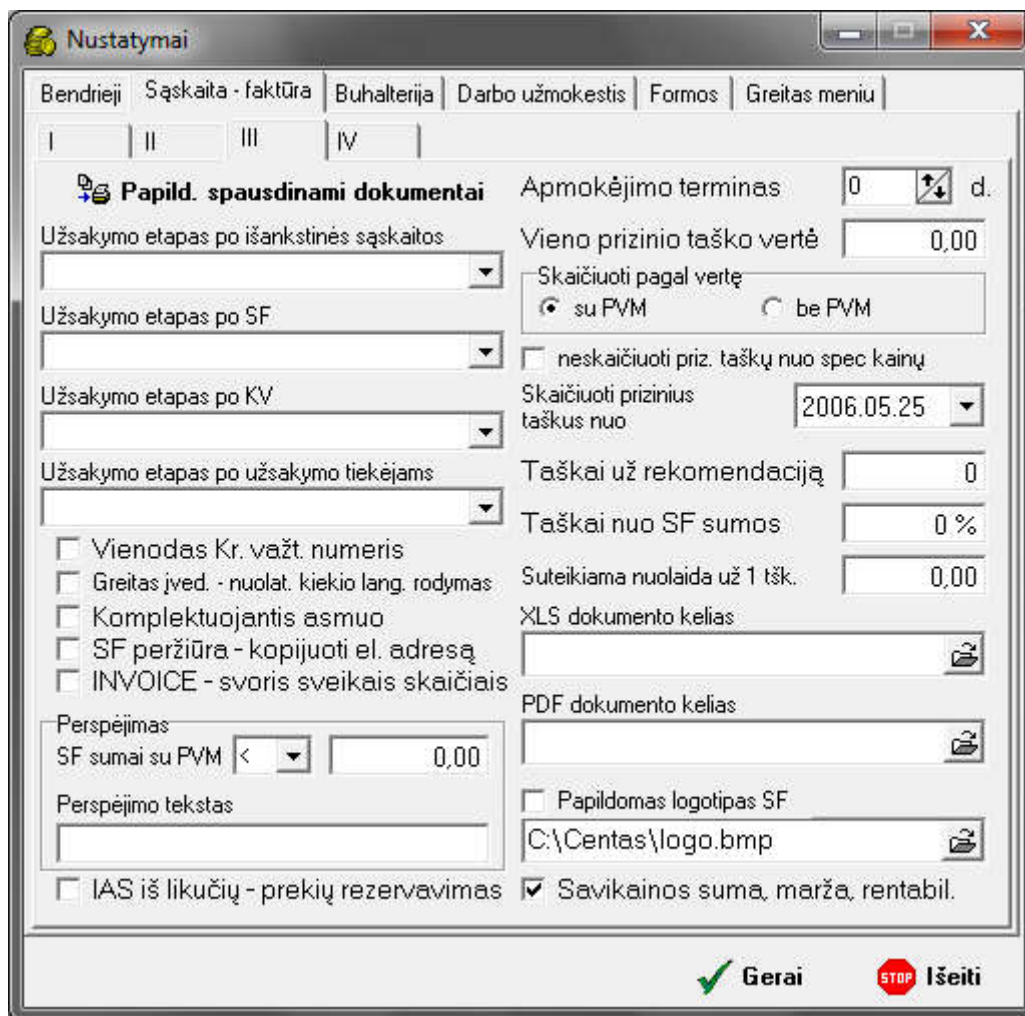 Nustatymai
Bendrieji
Sąskaita - faktūra
Buhalterija
Darbo užmokestis
Formos
Greitas meniu
I
II
III
IV
Papild. spausdinami dokumentai
Užsakymo etapas po išankstinės sąskaitos
Užsakymo etapas po SF
Užsakymo etapas po KV
Užsakymo etapas po užsakymo tiekėjams
Vienodas Kr. važt. numeris
Greitas įved. - nuolat. kiekio lang. rodymas
Komplektuojantis asmuo
SF peržiūra - kopijuoti el. adresą
INVOICE - svoris sveikais skaičiais
Perspėjimas
SF sumai su PVM < 0,00
Perspėjimo tekstas
IAS iš likučių - prekių rezervavimas
Apmokėjimo terminas 0 d.
Vieno prizinio taško vertė 0,00
Skaičiuoti pagal vertę
su PVM be PVM
neskaičiuoti priz. taškų nuo spec kainų
Skaičiuoti prizinius
taškus nuo
2006.05.25
Taškai už rekomendaciją 0
Taškai nuo SF sumos 0 %
Suteikiama nuolaida už 1 tšk. 0,00
XLS dokumento kelias
PDF dokumento kelias
Papildomas logotipas SF
C:\Centas\logo.bmp
Savikainos suma, marža, rentabil.
Gerai
STOP Išeiti